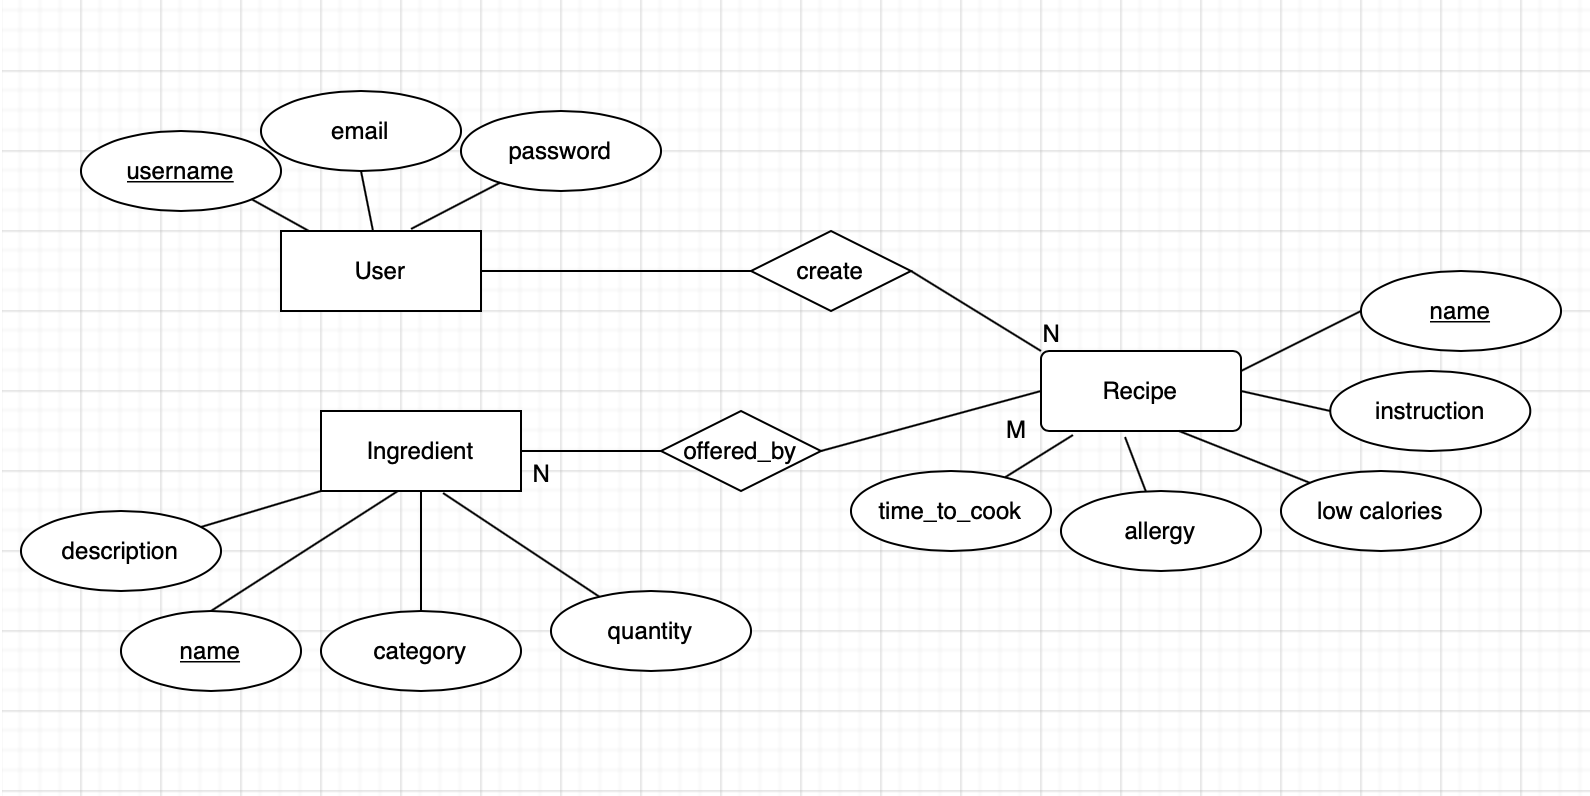 email
password
username
User
create
name
N
Recipe
instruction
M
Ingredient
offered_by
N
time_to_cook
low calories
allergy
description
quantity
name
category